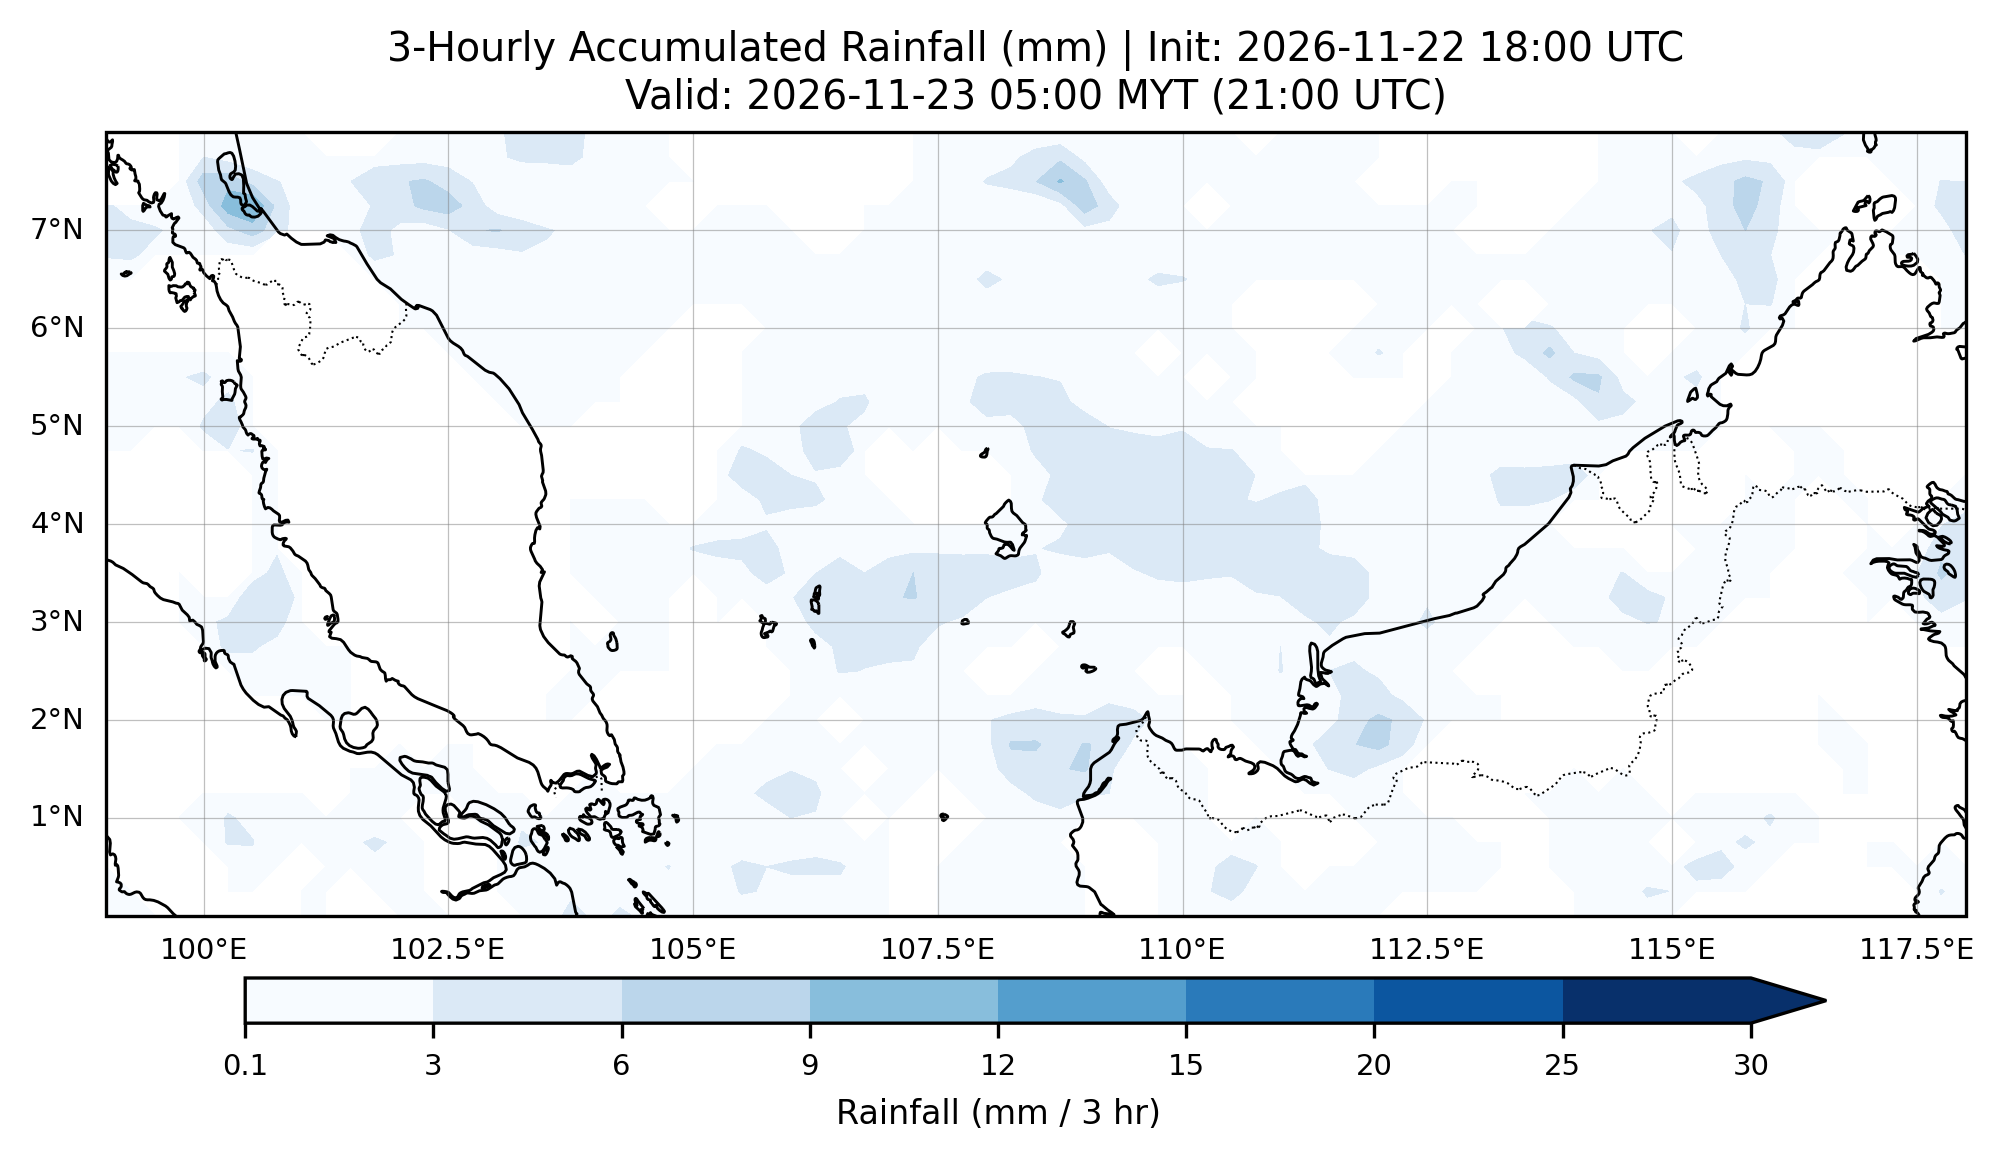 3-Hourly Accumulated Rainfall (mm) | Init: 2026-11-22 18:00 UTC
Valid: 2026-11-23 05:00 MYT (21:00 UTC)
7°N
6°N
5°N
4°N
3°N
2°N
1°N
100°E 102.5°E 105°E 107.5°E 110°E 112.5°E 115°E 117.5°E
0.1 3 6 9 12 15 20 25 30
Rainfall (mm / 3 hr)